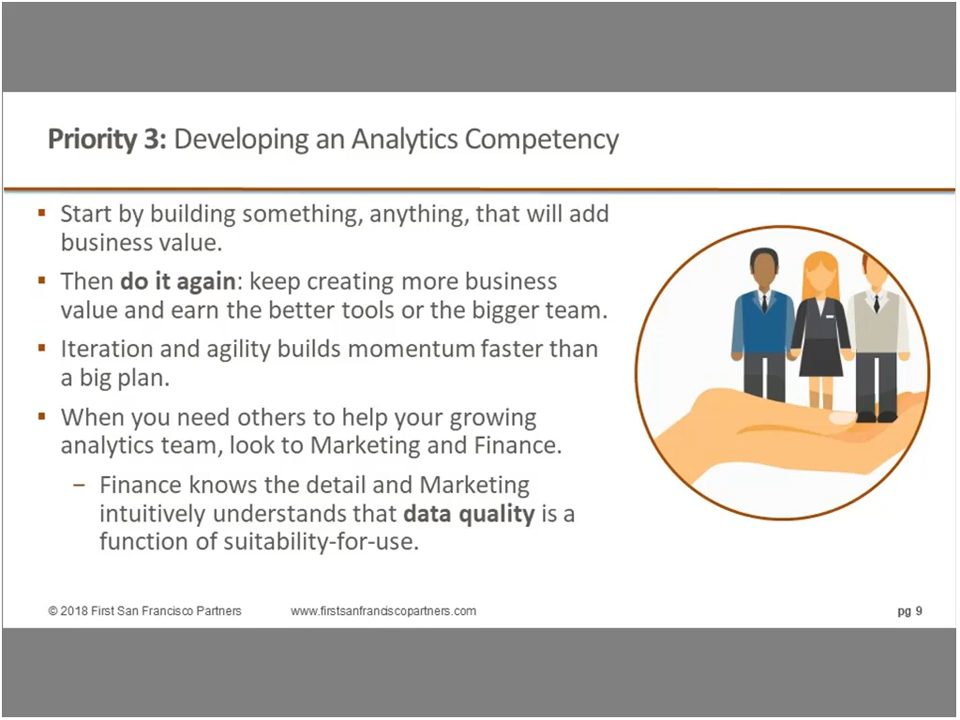 Priority 3: Developing an Analytics Competency
▪ Start by building something, anything, that will add
business value.
▪ Then do it again: keep creating more business
value and earn the better tools or the bigger team.
▪ Iteration and agility builds momentum faster than
a big plan.
▪ When you need others to help your growing
analytics team, look to Marketing and Finance.
– Finance knows the detail and Marketing
intuitively understands that data quality is a
function of suitability-for-use.
© 2018 First San Francisco Partners www.firstsanfranciscopartners.com pg 9